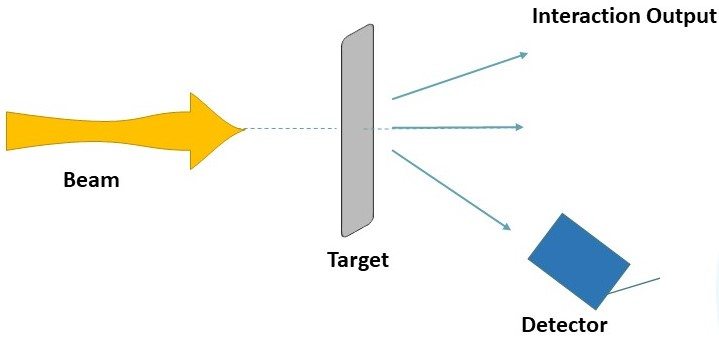 Interaction Output
Beam
Target
Detector